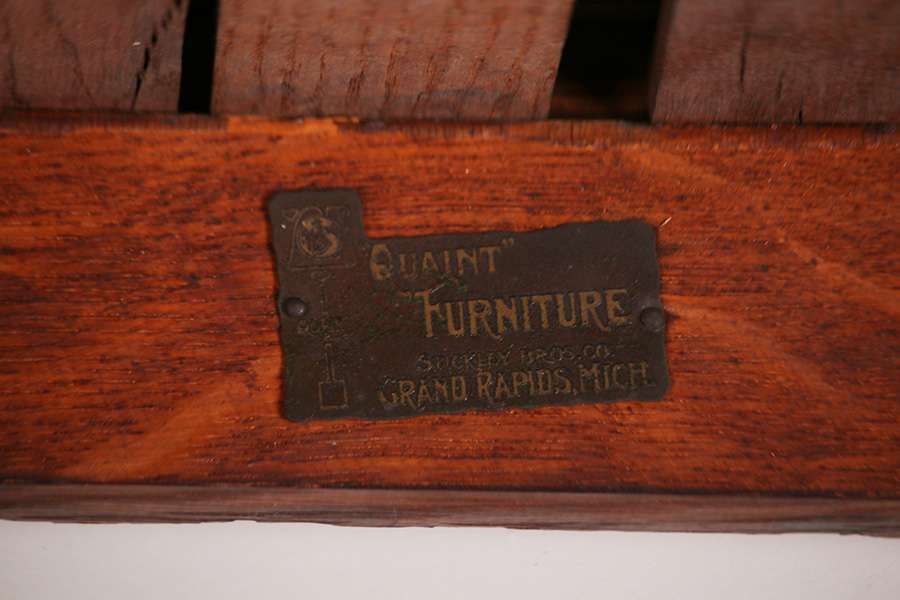 S
QUAINT"
"FURNITURE
STICKLEY BROS. CO.
GRAND RAPIDS, MICH.